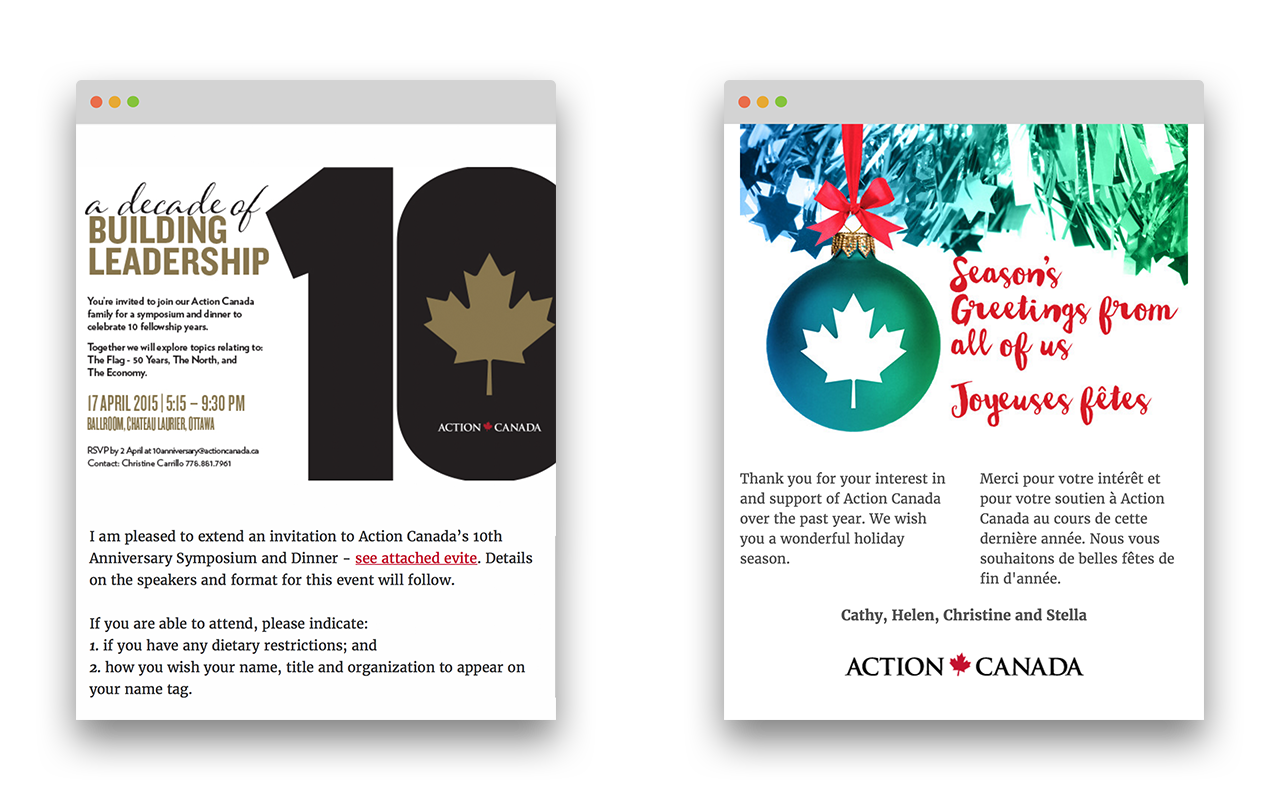 a decade of
BUILDING
LEADERSHIP
You're invited to join our Action Canada
family for a symposium and dinner to
celebrate 10 fellowship years.
Together we will explore topics relating to:
The Flag - 50 Years, The North, and
The Economy.
17 APRIL 2015 | 5:15 – 9:30 PM
BALLROOM, CHATEAU LAURIER, OTTAWA
RSVP by 2 April at 10anniversary@actioncanada.ca
Contact: Christine Carrillo 778.881.7961
10
ACTION CANADA
I am pleased to extend an invitation to Action Canada’s 10th
Anniversary Symposium and Dinner – see attached evite. Details
on the speakers and format for this event will follow.
If you are able to attend, please indicate:
1. if you have any dietary restrictions; and
2. how you wish your name, title and organization to appear on
your name tag.
Season's
Greetings from
all of us
Joyeuses fêtes
Thank you for your interest in
and support of Action Canada
over the past year. We wish
you a wonderful holiday
season.
Merci pour votre intérêt et
pour votre soutien à Action
Canada au cours de cette
dernière année. Nous vous
souhaitons de belles fêtes de
fin d'année.
Cathy, Helen, Christine and Stella
ACTION CANADA